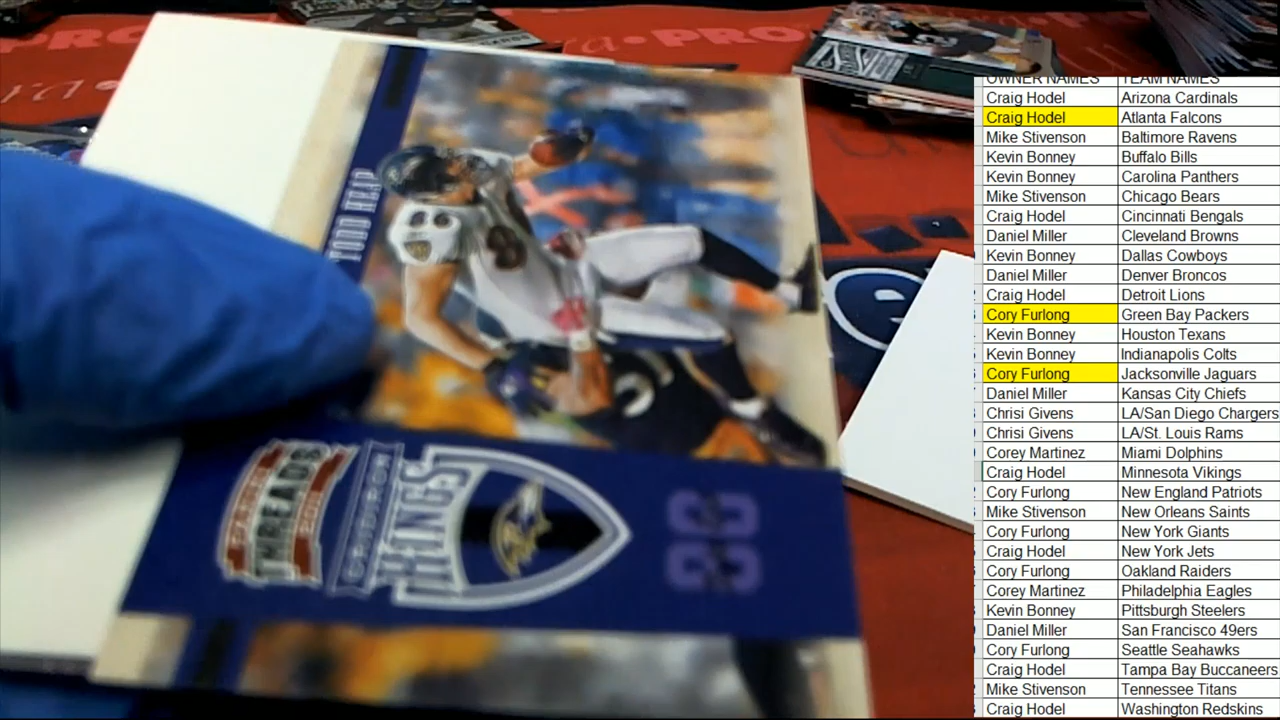 PRO
PRO
TODD HEAP
THREADS
GRIDIRON
KINGS
OWNER NAMES TEAM NAMES
Craig Hodel Arizona Cardinals
Craig Hodel Atlanta Falcons
Mike Stivenson Baltimore Ravens
Kevin Bonney Buffalo Bills
Kevin Bonney Carolina Panthers
Mike Stivenson Chicago Bears
Craig Hodel Cincinnati Bengals
Daniel Miller Cleveland Browns
Kevin Bonney Dallas Cowboys
Daniel Miller Denver Broncos
Craig Hodel Detroit Lions
Cory Furlong Green Bay Packers
Kevin Bonney Houston Texans
Kevin Bonney Indianapolis Colts
Cory Furlong Jacksonville Jaguars
Daniel Miller Kansas City Chiefs
Chrisi Givens LA/San Diego Chargers
Chrisi Givens LA/St. Louis Rams
Corey Martinez Miami Dolphins
Craig Hodel Minnesota Vikings
Cory Furlong New England Patriots
Mike Stivenson New Orleans Saints
Cory Furlong New York Giants
Craig Hodel New York Jets
Cory Furlong Oakland Raiders
Corey Martinez Philadelphia Eagles
Kevin Bonney Pittsburgh Steelers
Daniel Miller San Francisco 49ers
Cory Furlong Seattle Seahawks
Craig Hodel Tampa Bay Buccaneers
Mike Stivenson Tennessee Titans
Craig Hodel Washington Redskins